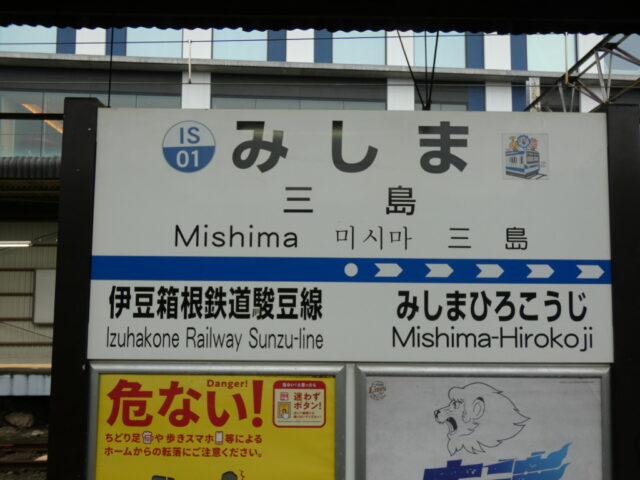 IS
01
みしま
三島
Mishima 미시마 三島
伊豆箱根鉄道駿豆線
Izuhakone Railway Sunzu-line
みしまひろこうじ
Mishima-Hirokoji
Danger!
危ない!
迷わず
ボタン!
ちどり足や歩きスマホ等による
ホームからの転落にご注意ください。